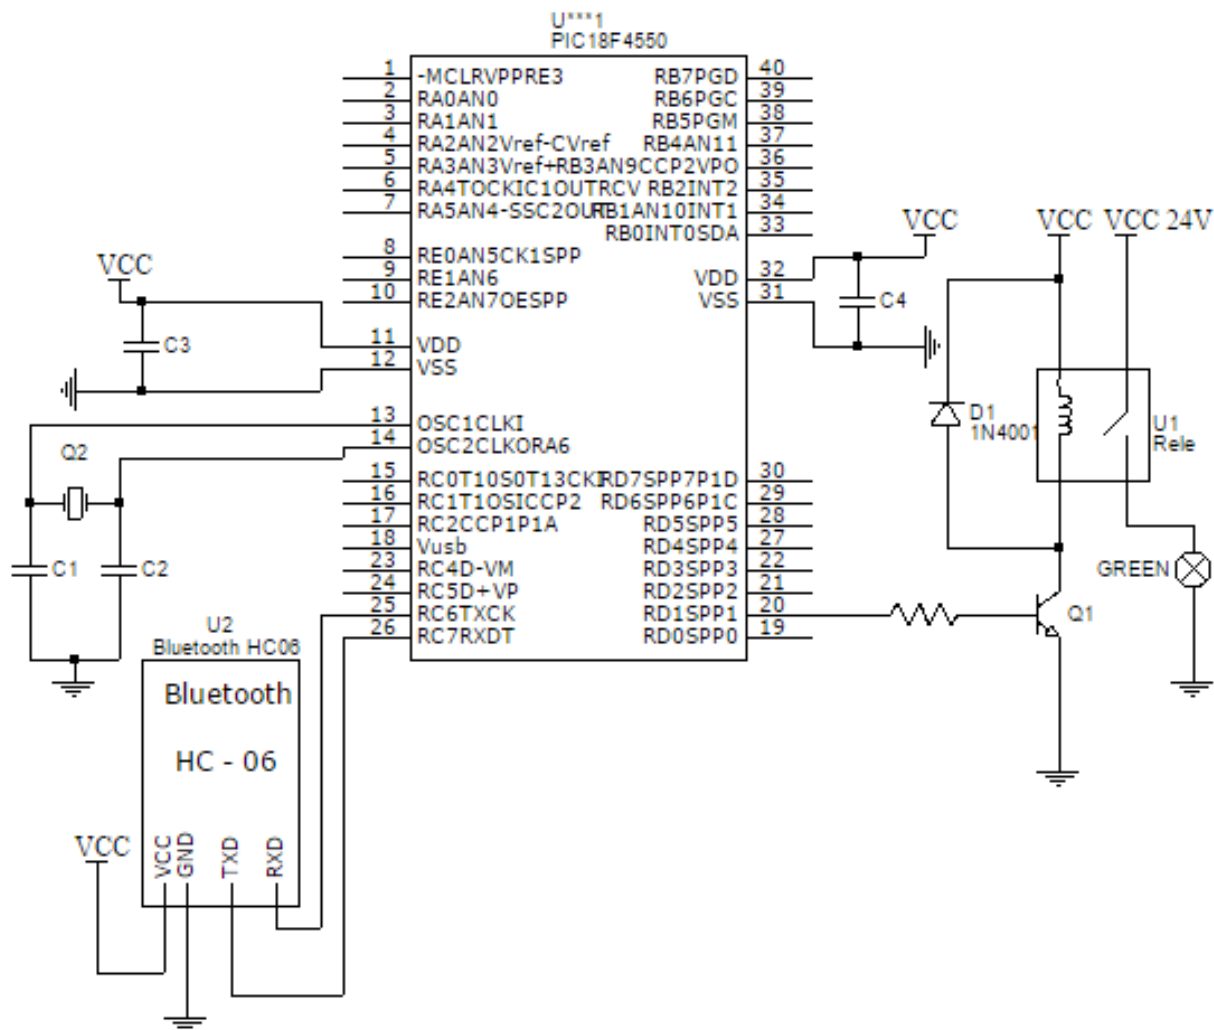 U***1
PIC18F4550
1 -MCLRVPPRE3 RB7PGD 40
2 RA0AN0 RB6PGC 39
3 RA1AN1 RB5PGM 38
4 RA2AN2Vref-CVref RB4AN11 37
5 RA3AN3Vref+RB3AN9CCP2VPO 36
6 RA4TOCKIC1OUTRCV RB2INT2 35
7 RA5AN4-SSC2OUT RB1AN10INT1 34
RB0INT0SDA 33
VCC VCC VCC 24V
8 RE0AN5CK1SPP
VCC
9 RE1AN6 VDD 32
10 RE2AN7OESPP VSS 31 C4
11 VDD
C3
12 VSS
13 OSC1CLKI D1
1N4001 U1
Rele
14 OSC2CLKORA6
Q2
15 RC0T10S0T13CKI RD7SPP7P1D 30
16 RC1T1OSICCP2 RD6SPP6P1C 29
17 RC2CCP1P1A RD5SPP5 28
18 Vusb RD4SPP4 27
C1 C2 23 RC4D-VM RD3SPP3 22 GREEN
24 RC5D+VP RD2SPP2 21
25 RC6TXCK RD1SPP1 20 Q1
26 RC7RXDT RD0SPP0 19
U2
Bluetooth HC06
Bluetooth
HC - 06
VCC
VCC GND TXD RXD